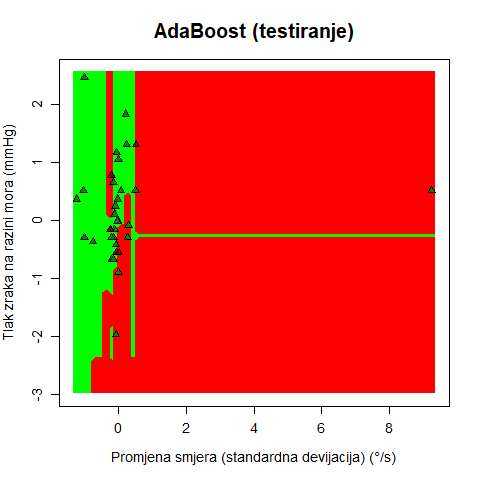 AdaBoost (testiranje)
Tlak zraka na razini mora (mmHg)
2
1
0
-1
-2
-3
0 2 4 6 8
Promjena smjera (standardna devijacija) (°/s)